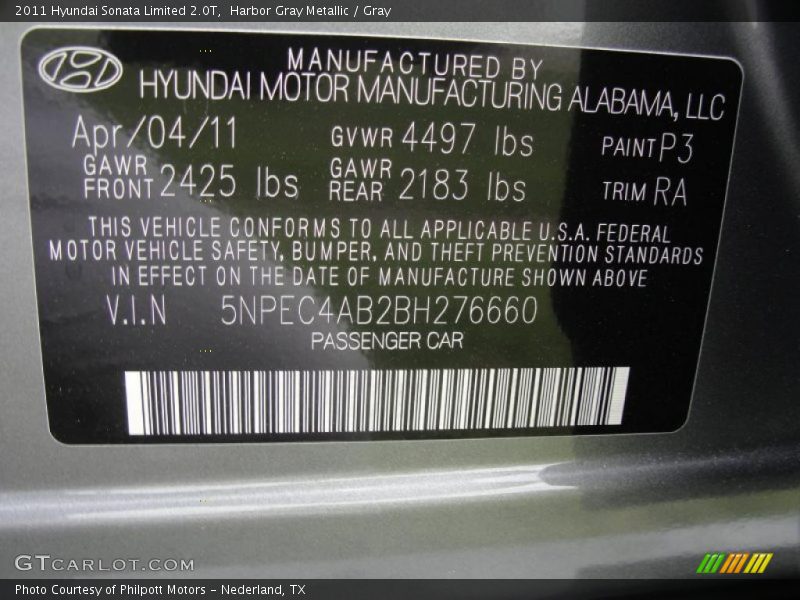 2011 Hyundai Sonata Limited 2.0T,  Harbor Gray Metallic / Gray
MANUFACTURED BY
HYUNDAI MOTOR MANUFACTURING ALABAMA, LLC
Apr/04/11 GVWR 4497 lbs PAINT P3
GAWR FRONT 2425 lbs GAWR REAR 2183 lbs TRIM RA
THIS VEHICLE CONFORMS TO ALL APPLICABLE U.S.A. FEDERAL
MOTOR VEHICLE SAFETY, BUMPER, AND THEFT PREVENTION STANDARDS
IN EFFECT ON THE DATE OF MANUFACTURE SHOWN ABOVE
V.I.N 5NPEC4AB2BH276660
PASSENGER CAR
GTCARLOT.COM
Photo Courtesy of Philpott Motors - Nederland, TX